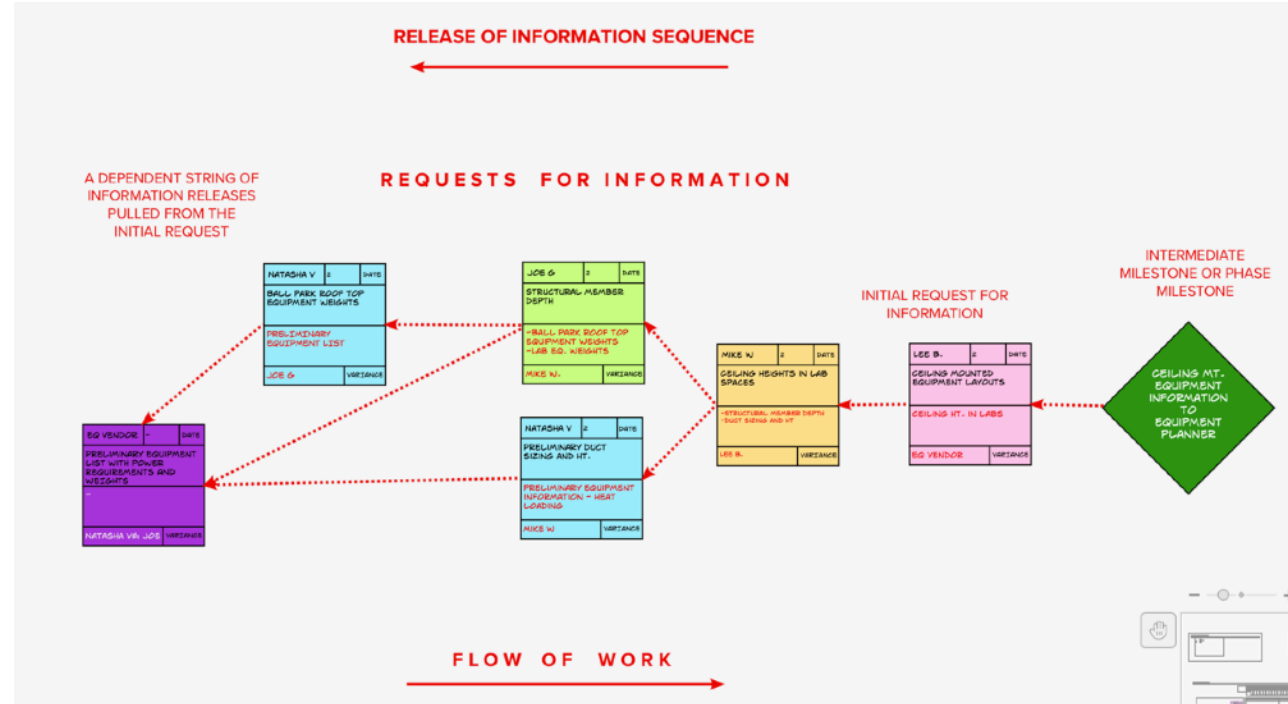 RELEASE OF INFORMATION SEQUENCE
REQUESTS FOR INFORMATION
A DEPENDENT STRING OF
INFORMATION RELEASES
PULLED FROM THE
INITIAL REQUEST
INTERMEDIATE
MILESTONE OR PHASE
MILESTONE
INITIAL REQUEST FOR
INFORMATION
NATASHA V 2 DATE
BALL PARK ROOF TOP
EQUIPMENT WEIGHTS
PRELIMINARY
EQUIPMENT LIST
JOE G VARIANCE
JOE G 2 DATE
STRUCTURAL MEMBER
DEPTH
-BALL PARK ROOF TOP
EQUIPMENT WEIGHTS
-LAB EQ. WEIGHTS
MIKE W. VARIANCE
MIKE W 2 DATE
CEILING HEIGHTS IN LAB
SPACES
-STRUCTURAL MEMBER DEPTH
-DUCT SIZING AND HT
LEE B. VARIANCE
LEE B. 2 DATE
CEILING MOUNTED
EQUIPMENT LAYOUTS
CEILING HT. IN LABS
EQ VENDOR VARIANCE
CEILING MT.
EQUIPMENT
INFORMATION
TO
EQUIPMENT
PLANNER
EQ VENDOR - DATE
PRELIMINARY EQUIPMENT
LIST WITH POWER
REQUIREMENTS AND
WEIGHTS
-
NATASHA V&; JOE VARIANCE
NATASHA V 2 DATE
PRELIMINARY DUCT
SIZING AND HT.
PRELIMINARY EQUIPMENT
INFORMATION - HEAT
LOADING
MIKE W VARIANCE
FLOW OF WORK